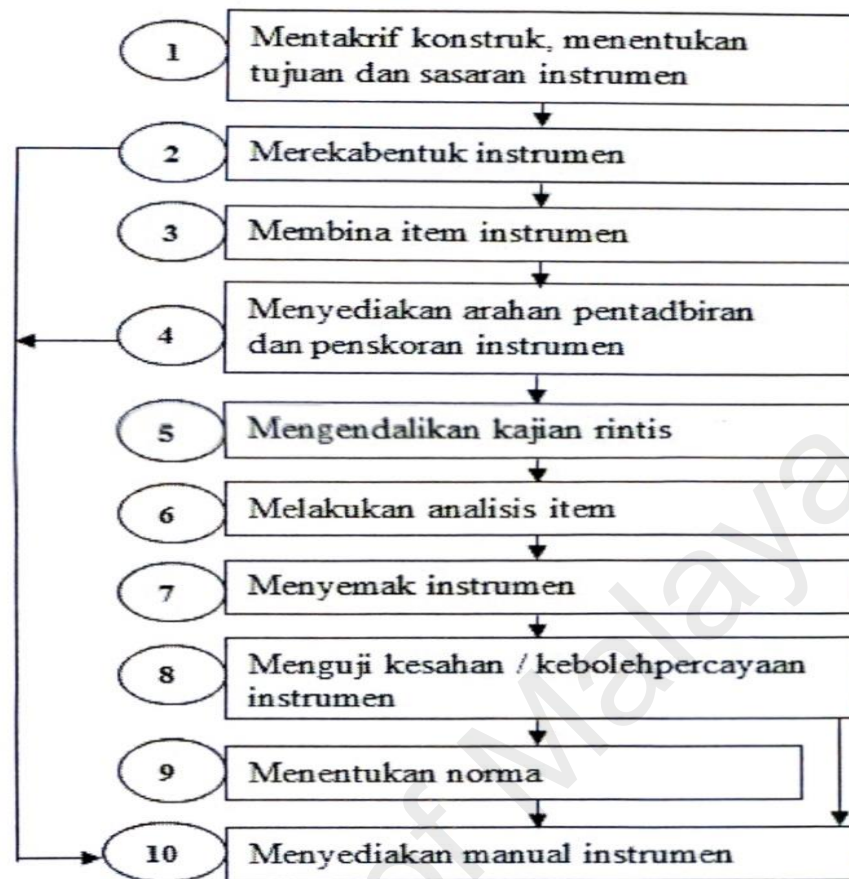 1
Mentakrif konstruk, menentukan
tujuan dan sasaran instrumen
2
Merekabentuk instrumen
3
Membina item instrumen
4
Menyediakan arahan pentadbiran
dan penskoran instrumen
5
Mengendalikan kajian rintis
6
Melakukan analisis item
7
Menyemak instrumen
8
Menguji kesahan / kebolehpercayaan
instrumen
9
Menentukan norma
10
Menyediakan manual instrumen
of Malaya